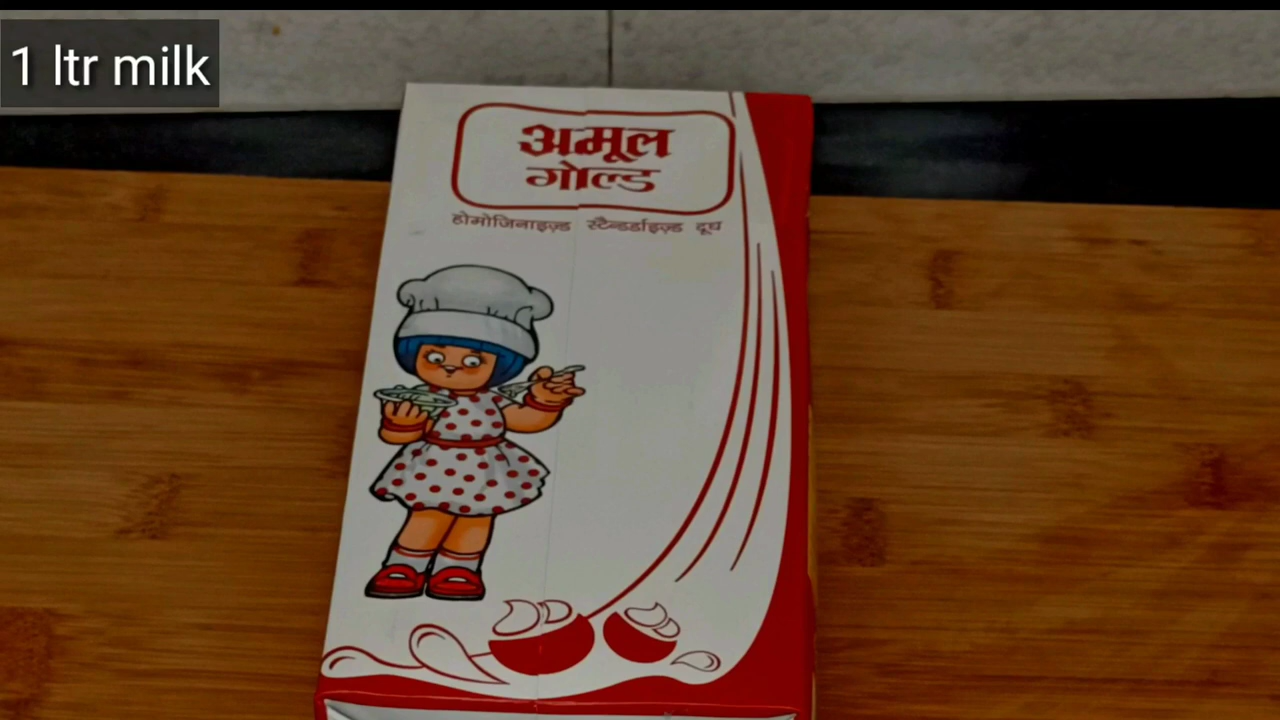 1 ltr milk
अमूल
गोल्ड
होमोजिनाइज़्ड स्टैन्डर्डाइज़्ड दूध